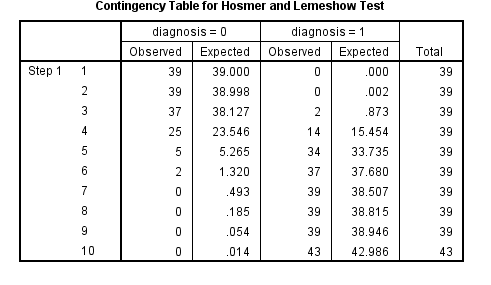 Contingency Table for Hosmer and Lemeshow Test
diagnosis = 0 diagnosis = 1
Observed Expected Observed Expected Total
Step 1 1 39 39.000 0 .000 39
2 39 38.998 0 .002 39
3 37 38.127 2 .873 39
4 25 23.546 14 15.454 39
5 5 5.265 34 33.735 39
6 2 1.320 37 37.680 39
7 0 .493 39 38.507 39
8 0 .185 39 38.815 39
9 0 .054 39 38.946 39
10 0 .014 43 42.986 43